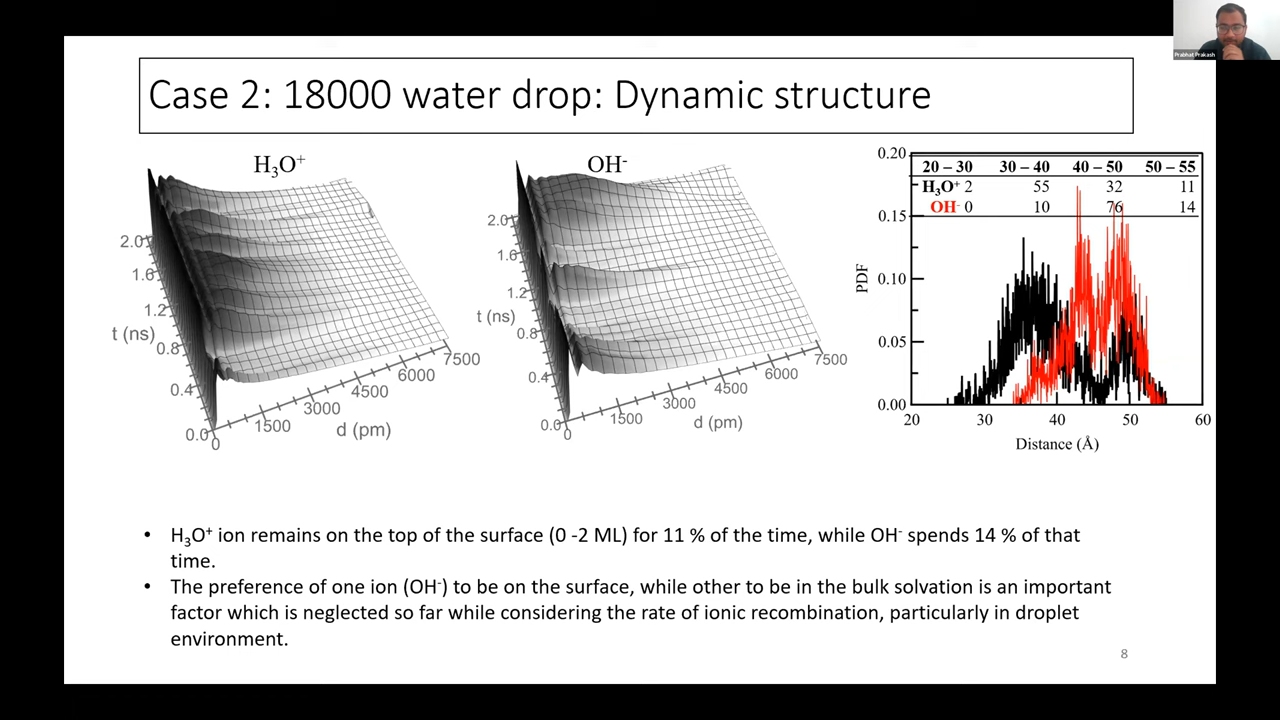 Prabhat Prakash
Case 2: 18000 water drop: Dynamic structure
H₃O⁺
2.0
1.6
1.2
0.8
0.4
0.0
t (ns)
0
1500
3000
4500
6000
7500
d (pm)
OH⁻
2.0
1.6
1.2
0.8
0.4
0.0
t (ns)
0
1500
3000
4500
6000
7500
d (pm)
20 – 30 30 – 40 40 – 50 50 – 55
H₃O⁺ 2 55 32 11
OH⁻ 0 10 76 14
0.20
0.15
0.10
0.05
0.00
PDF
20 30 40 50 60
Distance (Å)
• H₃O⁺ ion remains on the top of the surface (0 -2 ML) for 11 % of the time, while OH⁻ spends 14 % of that
time.
• The preference of one ion (OH⁻) to be on the surface, while other to be in the bulk solvation is an important
factor which is neglected so far while considering the rate of ionic recombination, particularly in droplet
environment.
8